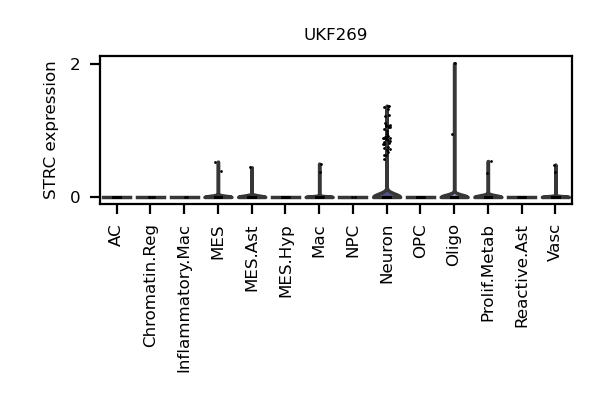 UKF269
STRC expression
2
0
AC
Chromatin.Reg
Inflammatory.Mac
MES
MES.Ast
MES.Hyp
Mac
NPC
Neuron
OPC
Oligo
Prolif.Metab
Reactive.Ast
Vasc